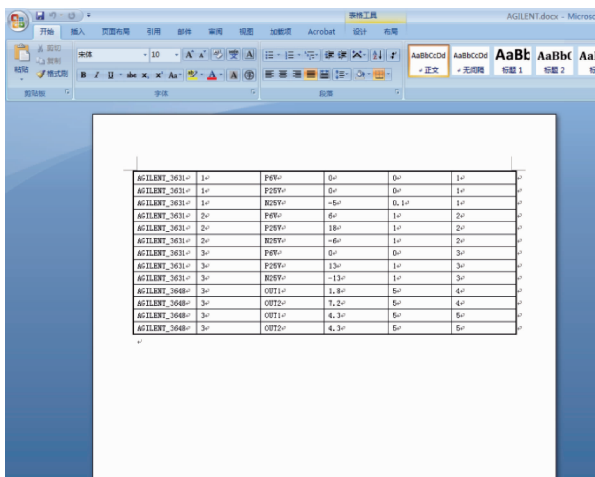 表格工具
AGILENT.docx - Microso
开始 插入 页面布局 引用 邮件 审阅 视图 加载项 Acrobat 设计 布局
剪切
复制
格式刷
粘贴
宋体 10
AaBbCcDd AaBbCcDd AaBb AaBbC Aa
正文 无间隔 标题 1 标题 2 标
剪贴板 字体 段落
AGILENT_3631 1 P6V 0 0 1
AGILENT_3631 1 P25V 0 0 1
AGILENT_3631 1 N25V -5 0.1 1
AGILENT_3631 2 P6V 6 1 2
AGILENT_3631 2 P25V 18 1 2
AGILENT_3631 2 N25V -6 1 2
AGILENT_3631 3 P6V 0 0 3
AGILENT_3631 3 P25V 13 1 3
AGILENT_3631 3 N25V -13 1 3
AGILENT_3648 3 OUT1 1.8 5 4
AGILENT_3648 3 OUT2 7.2 5 4
AGILENT_3648 3 OUT1 4.3 5 5
AGILENT_3648 3 OUT2 4.3 5 5